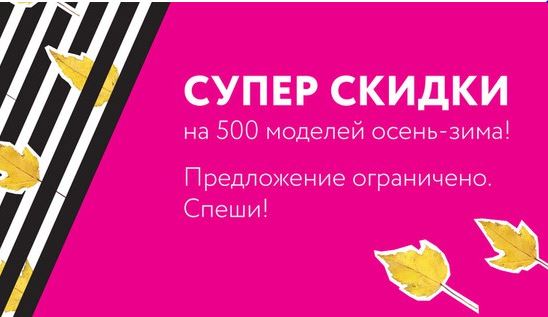 СУПЕР СКИДКИ
на 500 моделей осень-зима!
Предложение ограничено.
Спеши!